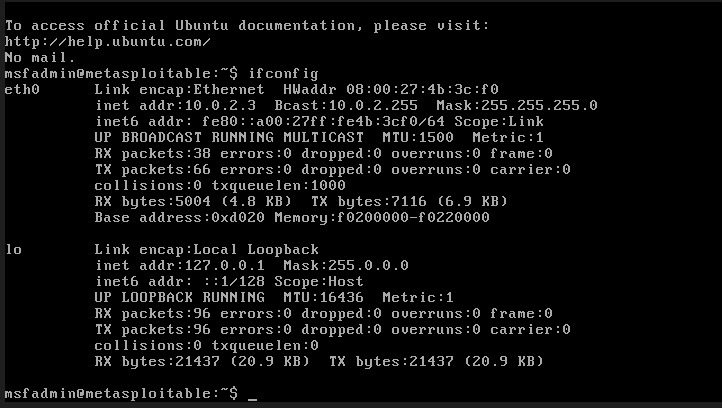 To access official Ubuntu documentation, please visit:
http://help.ubuntu.com/
No mail.
msfadmin@metasploitable:~$ ifconfig
eth0      Link encap:Ethernet  HWaddr 08:00:27:4b:3c:f0
          inet addr:10.0.2.3  Bcast:10.0.2.255  Mask:255.255.255.0
          inet6 addr: fe80::a00:27ff:fe4b:3cf0/64 Scope:Link
          UP BROADCAST RUNNING MULTICAST  MTU:1500  Metric:1
          RX packets:38 errors:0 dropped:0 overruns:0 frame:0
          TX packets:66 errors:0 dropped:0 overruns:0 carrier:0
          collisions:0 txqueuelen:1000
          RX bytes:5004 (4.8 KB)  TX bytes:7116 (6.9 KB)
          Base address:0xd020 Memory:f0200000-f0220000
lo        Link encap:Local Loopback
          inet addr:127.0.0.1  Mask:255.0.0.0
          inet6 addr: ::1/128 Scope:Host
          UP LOOPBACK RUNNING  MTU:16436  Metric:1
          RX packets:96 errors:0 dropped:0 overruns:0 frame:0
          TX packets:96 errors:0 dropped:0 overruns:0 carrier:0
          collisions:0 txqueuelen:0
          RX bytes:21437 (20.9 KB)  TX bytes:21437 (20.9 KB)
msfadmin@metasploitable:~$ _